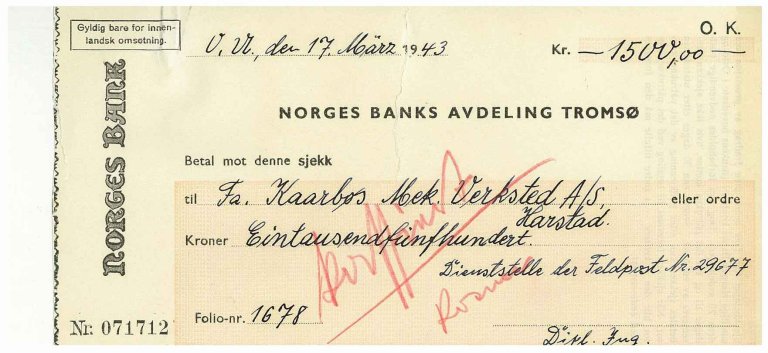 Gyldig bare for innen-
landsk omsetning.
O. K.
O. U., den 17. März 1943
Kr. —1500,00—
NORGES BANK
NORGES BANKS AVDELING TROMSØ
Betal mot denne sjekk
til Fa. Kaarbøs Mek. Verksted A/S, eller ordre
Harstad.
Kroner Eintausendfünfhundert.
Dienststelle der Feldpost Nr. 29677
Folio-nr. 1678
Nr. 071712
Dipl. Ing.